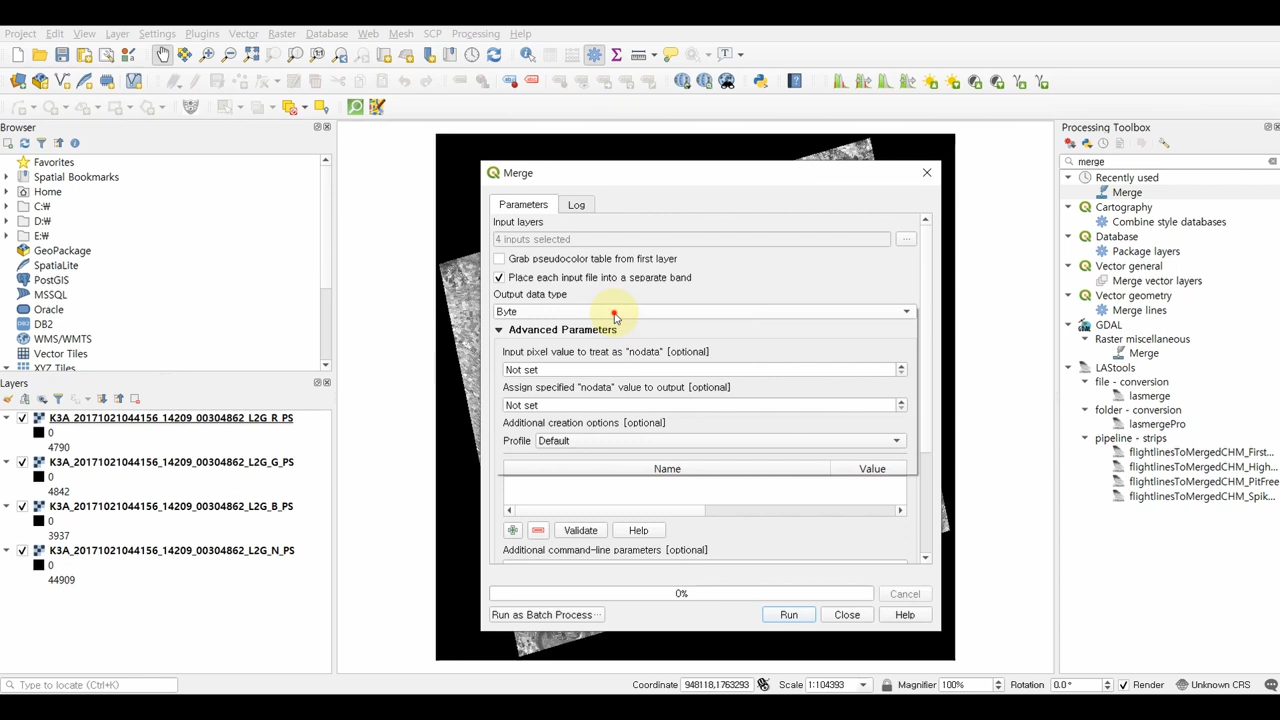 Project Edit View Layer Settings Plugins Vector Raster Database Web Mesh SCP Processing Help
Browser
Favorites
Spatial Bookmarks
Home
C:₩
D:₩
E:₩
GeoPackage
SpatiaLite
PostGIS
MSSQL
Oracle
DB2
WMS/WMTS
Vector Tiles
XYZ Tiles
Layers
K3A_20171021044156_14209_00304862_L2G_R_PS
0
4790
K3A_20171021044156_14209_00304862_L2G_G_PS
0
4842
K3A_20171021044156_14209_00304862_L2G_B_PS
0
3937
K3A_20171021044156_14209_00304862_L2G_N_PS
0
44909
Merge
Parameters Log
Input layers
4 inputs selected
...
Grab pseudocolor table from first layer
Place each input file into a separate band
Output data type
Byte
Advanced Parameters
Input pixel value to treat as "nodata" [optional]
Not set
Assign specified "nodata" value to output [optional]
Not set
Additional creation options [optional]
Profile Default
Name Value
Validate Help
Additional command-line parameters [optional]
0% Cancel
Run as Batch Process... Run Close Help
Processing Toolbox
merge
Recently used
Merge
Cartography
Combine style databases
Database
Package layers
Vector general
Merge vector layers
Vector geometry
Merge lines
GDAL
Raster miscellaneous
Merge
LAStools
file - conversion
lasmerge
folder - conversion
lasmergePro
pipeline - strips
flightlinesToMergedCHM_First...
flightlinesToMergedCHM_High...
flightlinesToMergedCHM_PitFree
flightlinesToMergedCHM_Spik...
Type to locate (Ctrl+K) Coordinate 948118,1763293 Scale 1:104393 Magnifier 100% Rotation 0.0° Render Unknown CRS